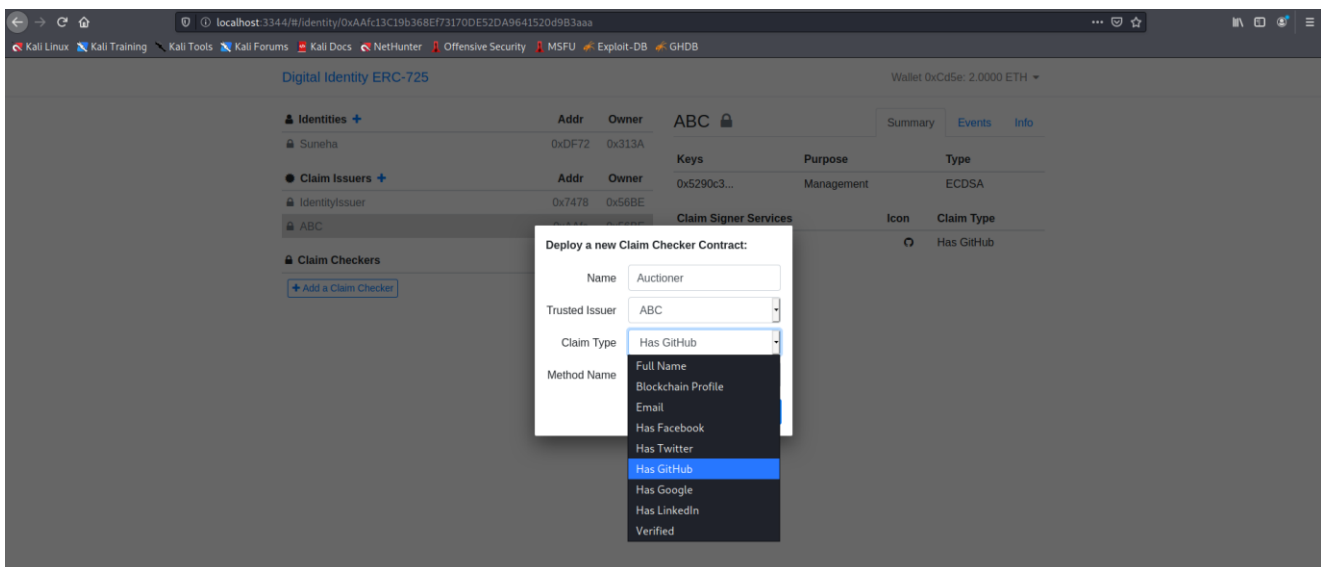 localhost:3344/#/identity/0xAAfc13C19b368Ef73170DE52DA9641520d9B3aaa
Kali Linux Kali Training Kali Tools Kali Forums Kali Docs NetHunter Offensive Security MSFU Exploit-DB GHDB
Digital Identity ERC-725 Wallet 0xCd5e: 2.0000 ETH
Identities Addr Owner
Suneha 0xDF72 0x313A
Claim Issuers Addr Owner
IdentityIssuer 0x7478 0x56BE
ABC
Claim Checkers
Add a Claim Checker
ABC Summary Events Info
Keys Purpose Type
0x5290c3... Management ECDSA
Claim Signer Services Icon Claim Type
Has GitHub
Deploy a new Claim Checker Contract:
Name Auctioner
Trusted Issuer ABC
Claim Type Has GitHub
Method Name
Full Name
Blockchain Profile
Email
Has Facebook
Has Twitter
Has GitHub
Has Google
Has LinkedIn
Verified